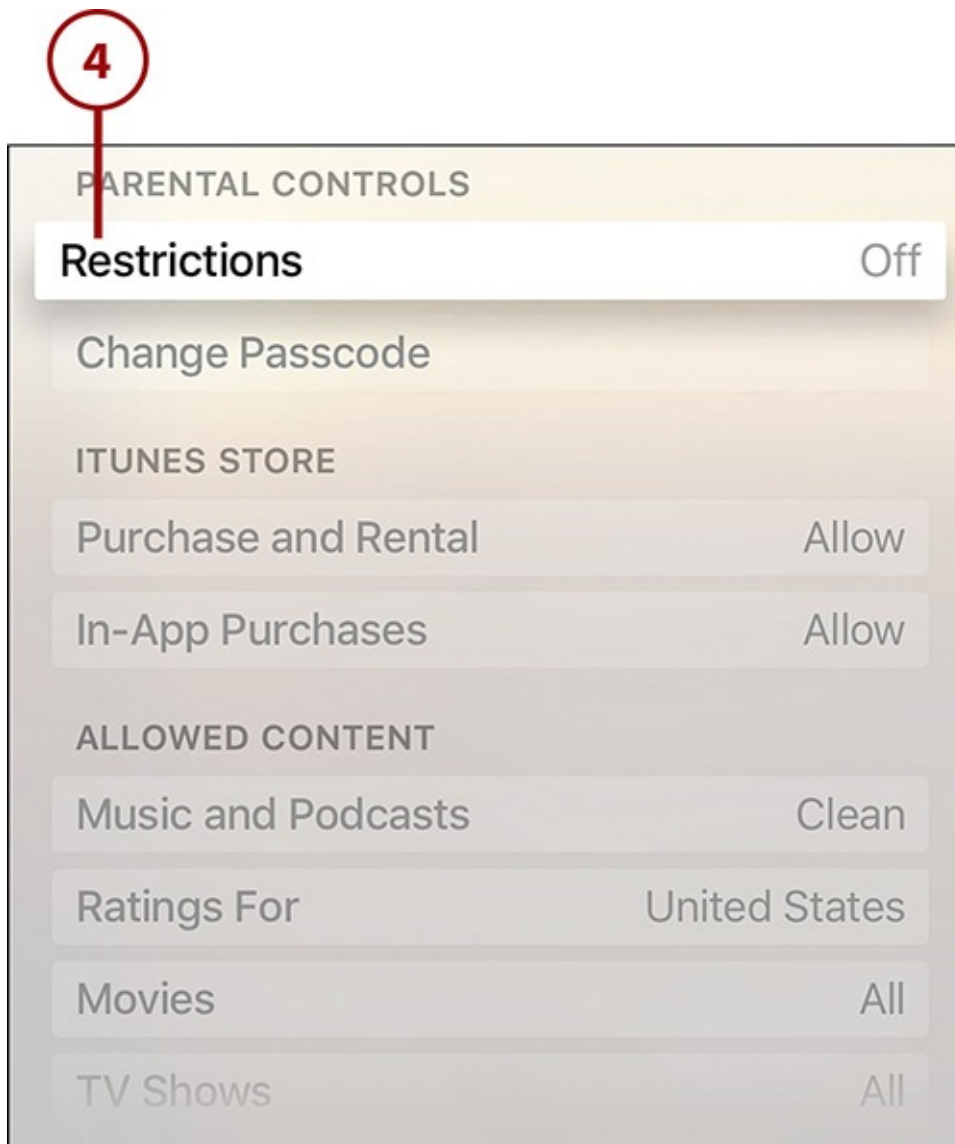 4
PARENTAL CONTROLS
Restrictions Off
Change Passcode
ITUNES STORE
Purchase and Rental Allow
In-App Purchases Allow
ALLOWED CONTENT
Music and Podcasts Clean
Ratings For United States
Movies All
TV Shows All